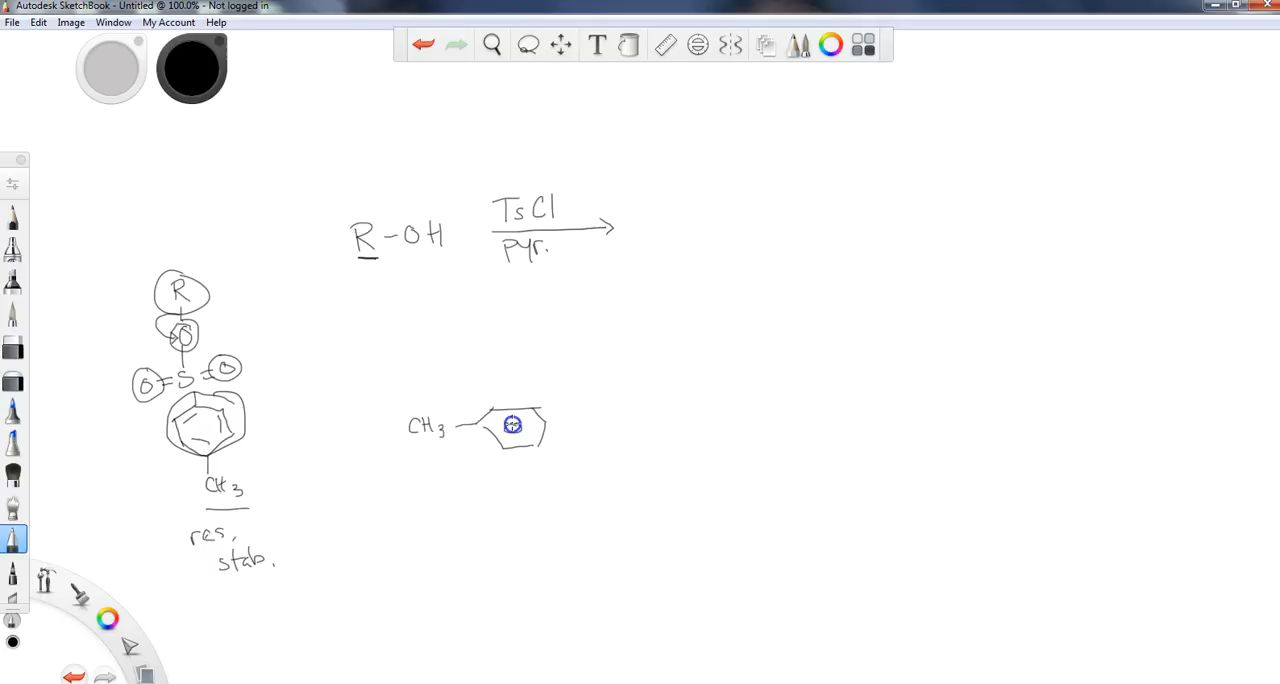 Autodesk SketchBook - Untitled @ 100.0% - Not logged in
File Edit Image Window My Account Help
T
TsCl
R-OH
pyr.
R
O
O=S=O
CH3
CH3
res.
stab.